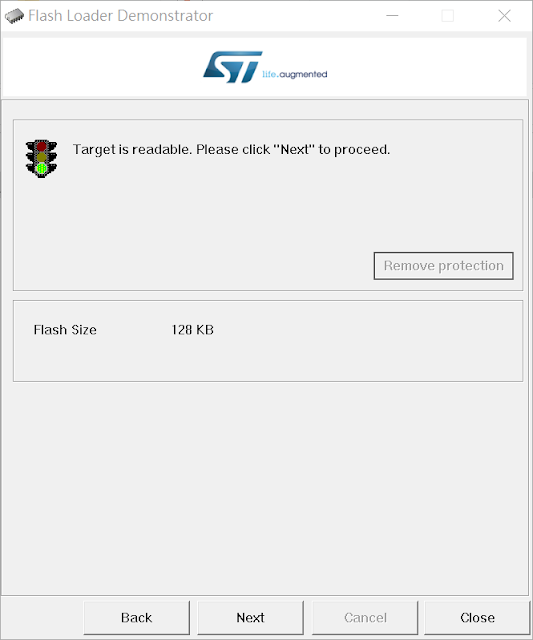 Flash Loader Demonstrator
ST life.augmented
Target is readable. Please click "Next" to proceed.
Remove protection
Flash Size 128 KB
Back Next Cancel Close